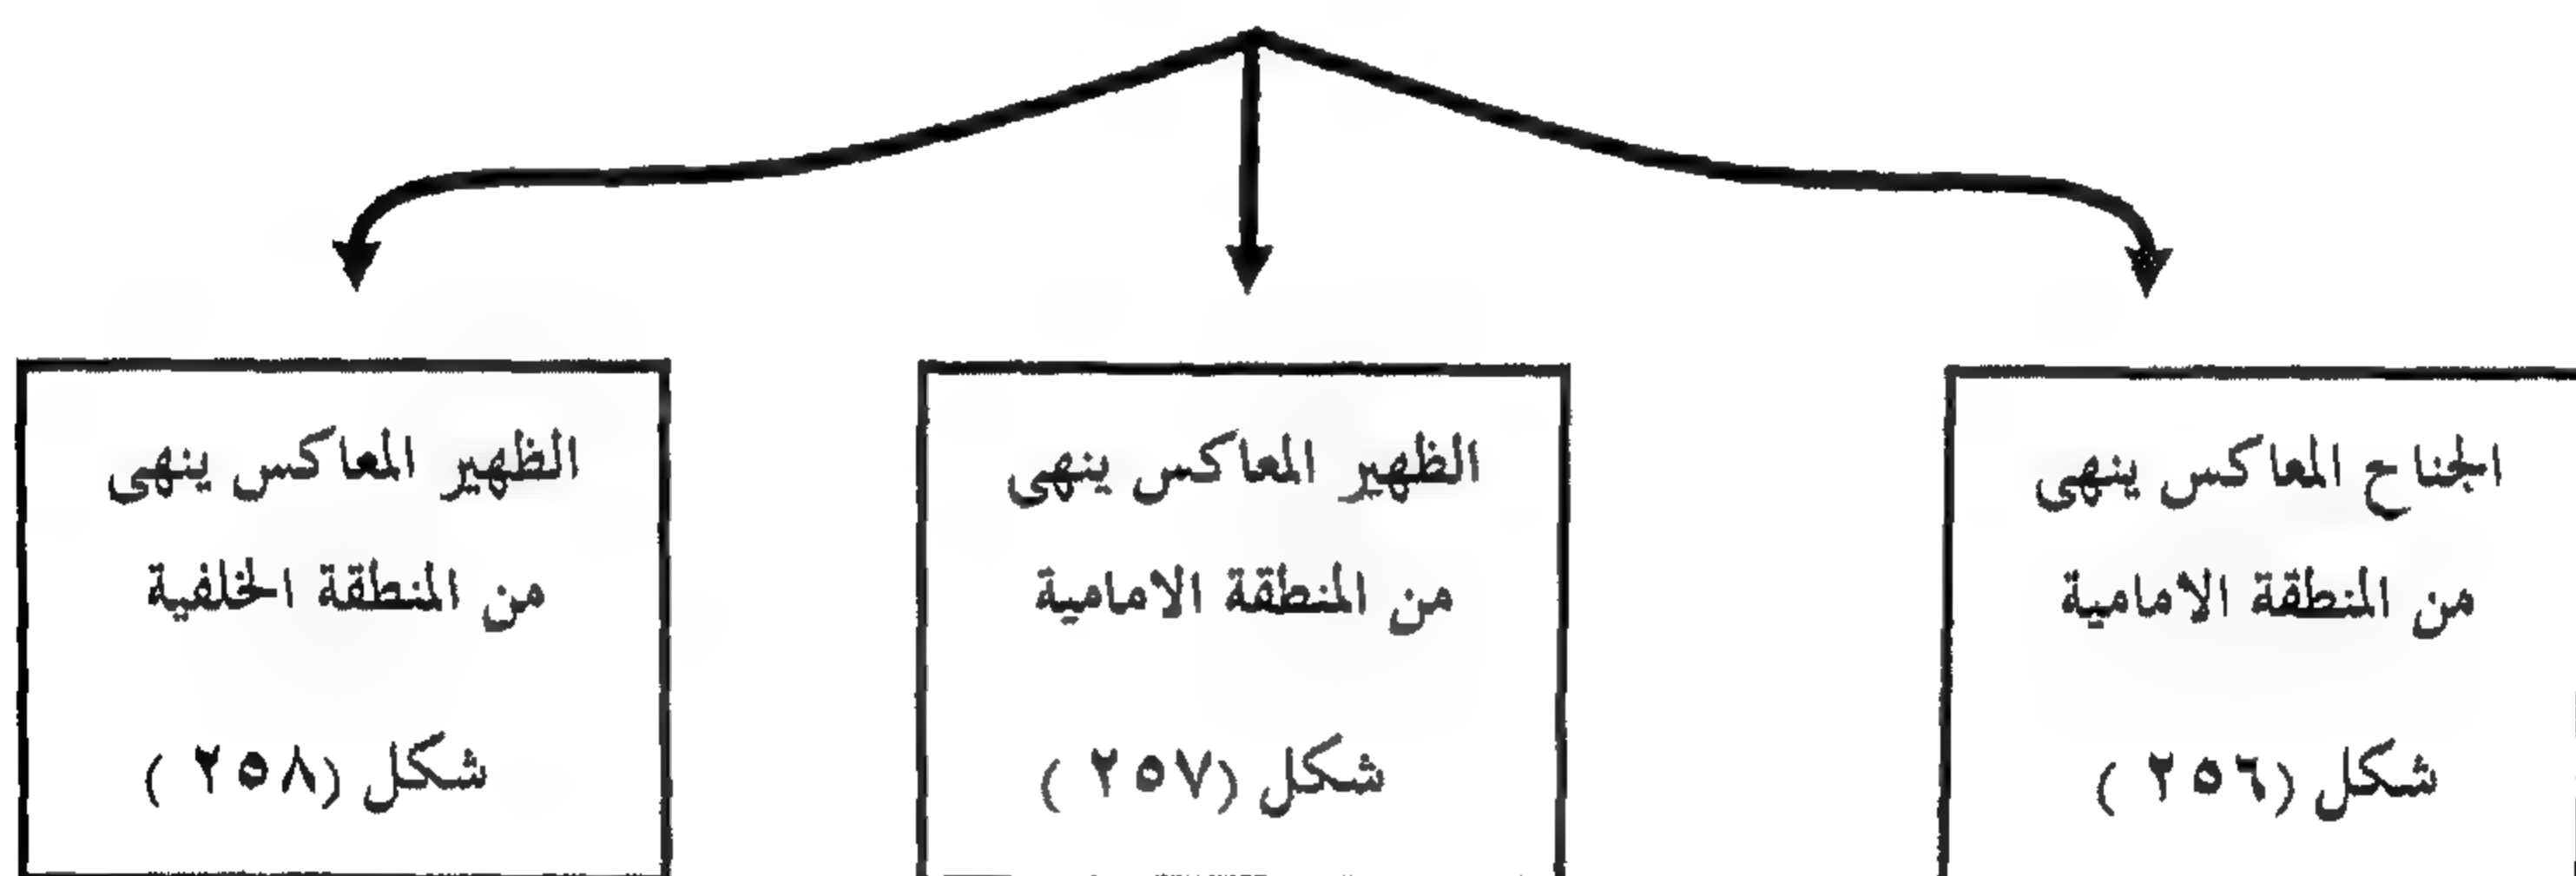 الجناح المعاكس ينهى
من المنطقة الامامية
شكل (٢٥٦ )
الظهير المعاكس ينهى
من المنطقة الامامية
شكل (٢٥٧ )
الظهير المعاكس ينهى
من المنطقة الخلفية
شكل (٢٥٨ )